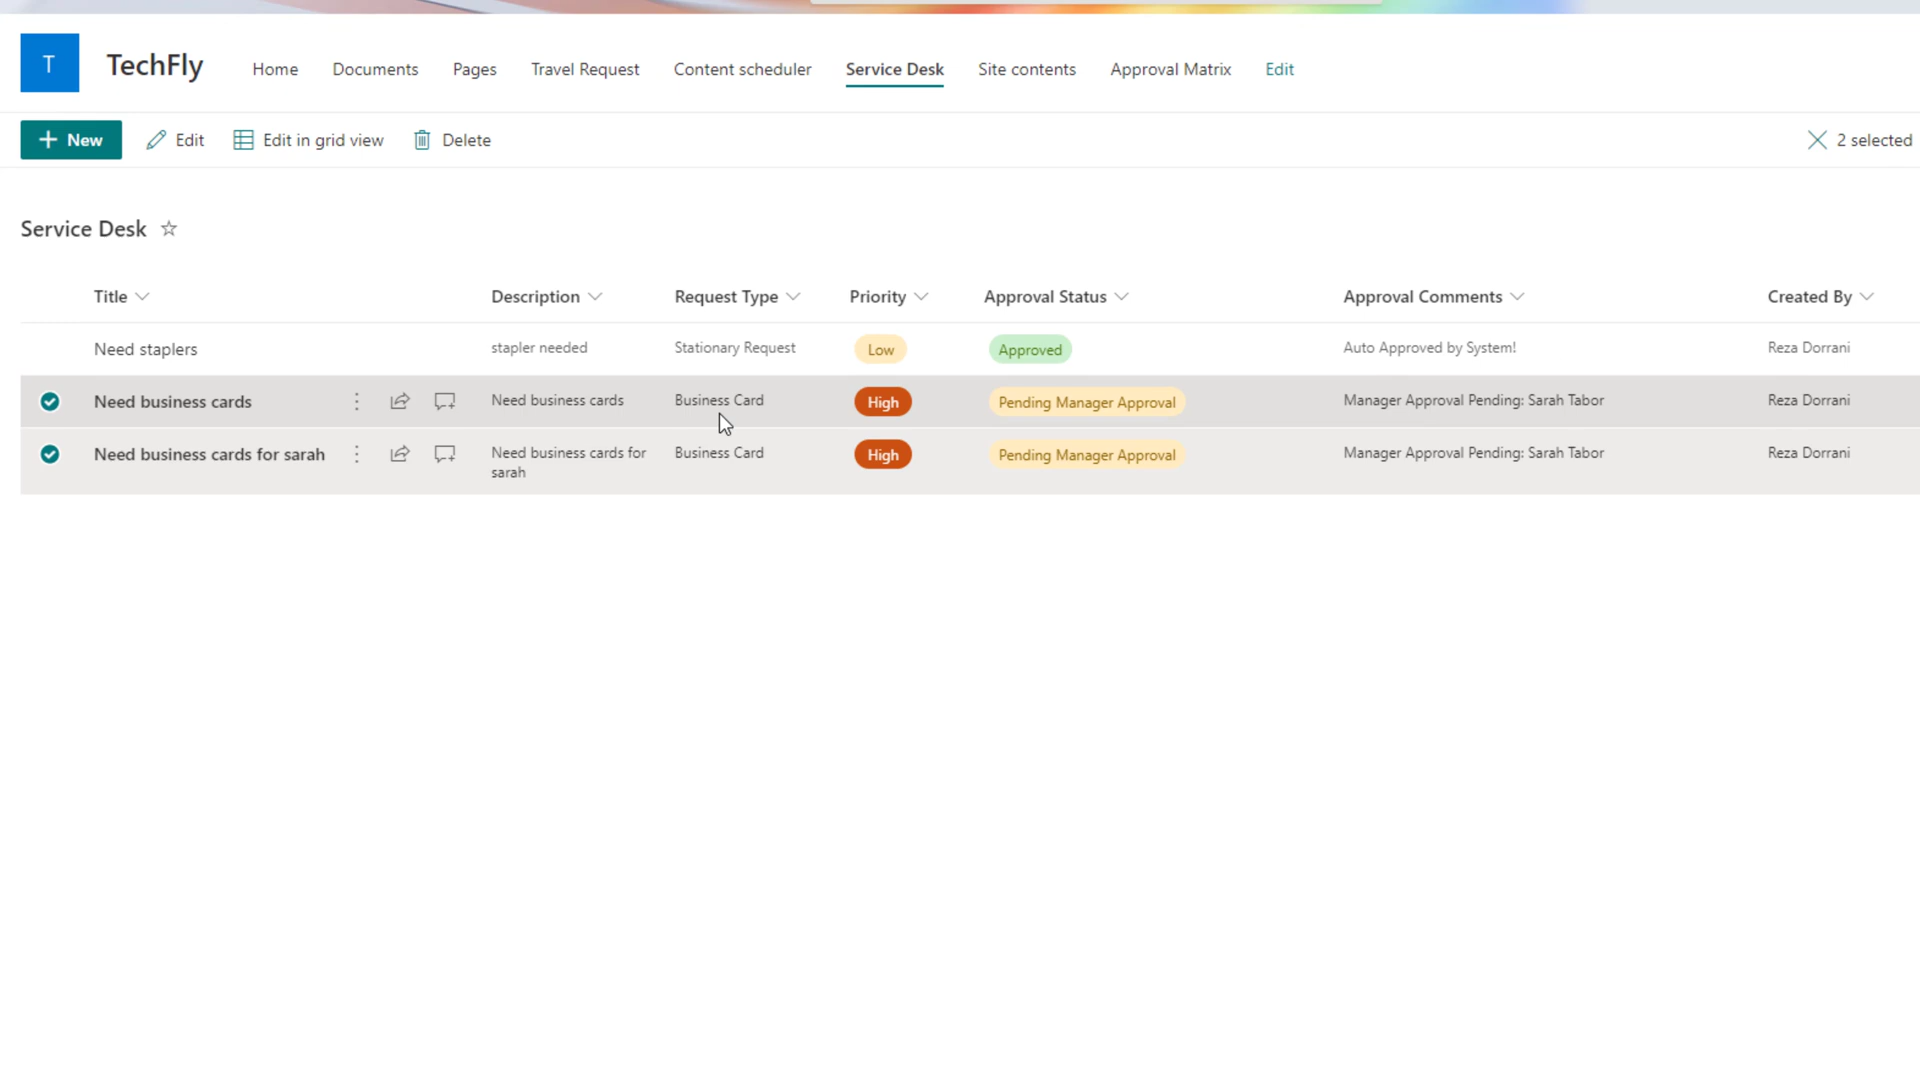 T
TechFly
Home Documents Pages Travel Request Content scheduler Service Desk Site contents Approval Matrix Edit
New Edit Edit in grid view Delete 2 selected
Service Desk
Title Description Request Type Priority Approval Status Approval Comments Created By
Need staplers stapler needed Stationary Request Low Approved Auto Approved by System! Reza Dorrani
Need business cards Need business cards Business Card High Pending Manager Approval Manager Approval Pending: Sarah Tabor Reza Dorrani
Need business cards for sarah Need business cards for Business Card High Pending Manager Approval Manager Approval Pending: Sarah Tabor Reza Dorrani
sarah